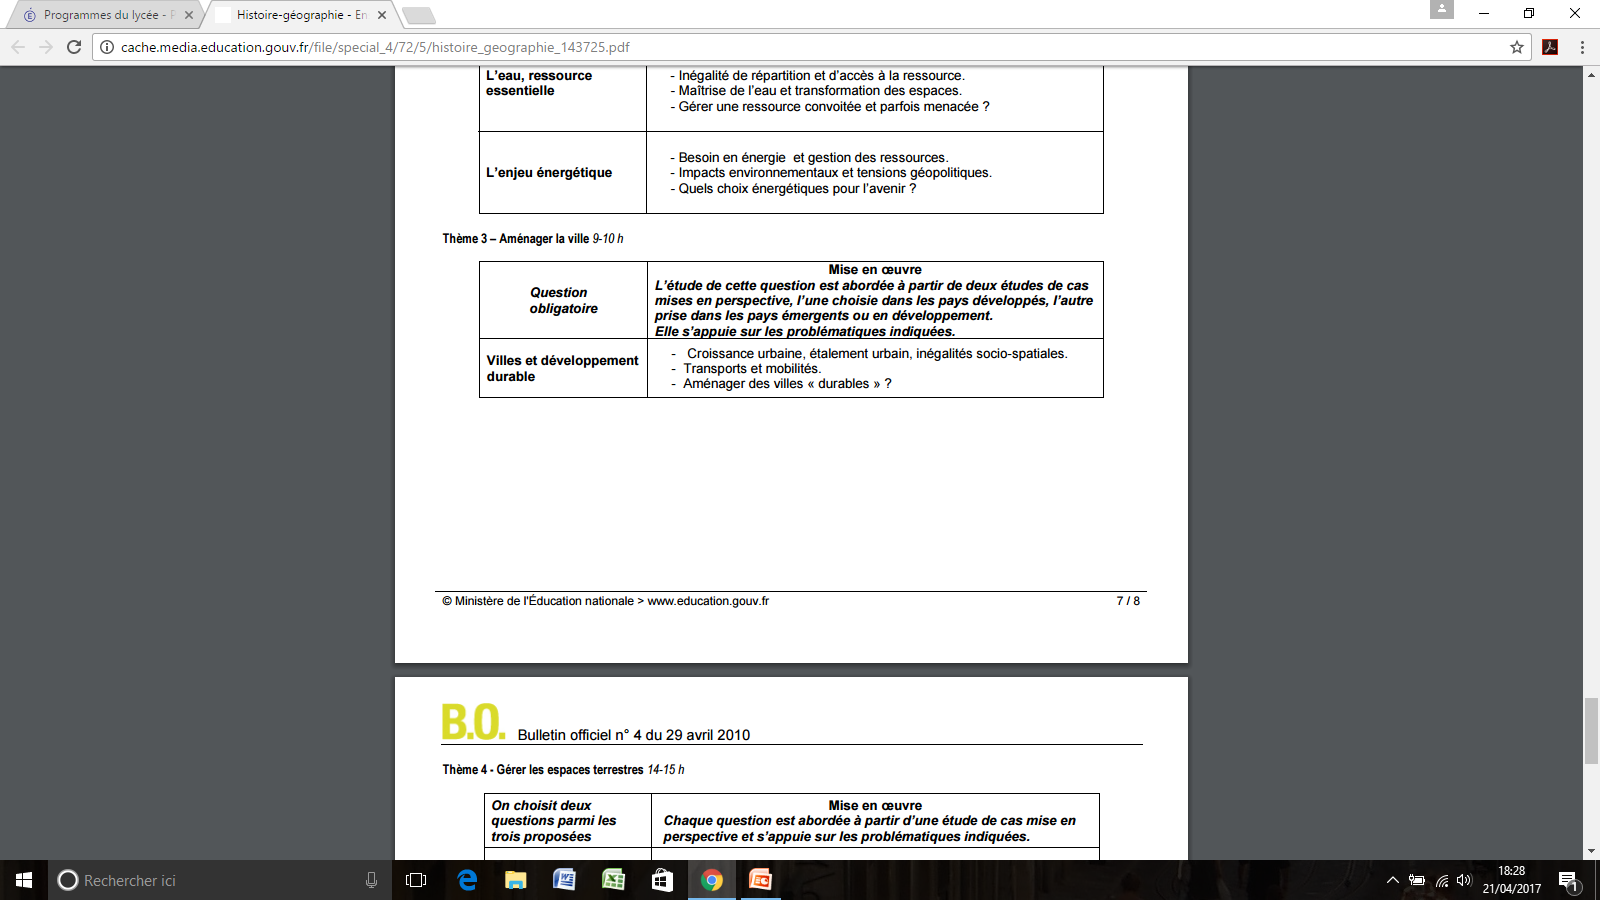 Programmes du lycée - P
Histoire-géographie - En
cache.media.education.gouv.fr/file/special_4/72/5/histoire_geographie_143725.pdf
L'eau, ressource
essentielle
- Inégalité de répartition et d'accès à la ressource.
- Maîtrise de l'eau et transformation des espaces.
- Gérer une ressource convoitée et parfois menacée ?
L'enjeu énergétique
- Besoin en énergie et gestion des ressources.
- Impacts environnementaux et tensions géopolitiques.
- Quels choix énergétiques pour l'avenir ?
Thème 3 – Aménager la ville 9-10 h
Question
obligatoire
Mise en œuvre
L'étude de cette question est abordée à partir de deux études de cas
mises en perspective, l'une choisie dans les pays développés, l'autre
prise dans les pays émergents ou en développement.
Elle s'appuie sur les problématiques indiquées.
Villes et développement
durable
- Croissance urbaine, étalement urbain, inégalités socio-spatiales.
- Transports et mobilités.
- Aménager des villes « durables » ?
© Ministère de l'Éducation nationale > www.education.gouv.fr
7 / 8
B.O. Bulletin officiel n° 4 du 29 avril 2010
Thème 4 - Gérer les espaces terrestres 14-15 h
On choisit deux
questions parmi les
trois proposées
Mise en œuvre
Chaque question est abordée à partir d'une étude de cas mise en
perspective et s'appuie sur les problématiques indiquées.
Rechercher ici
18:28
21/04/2017
1